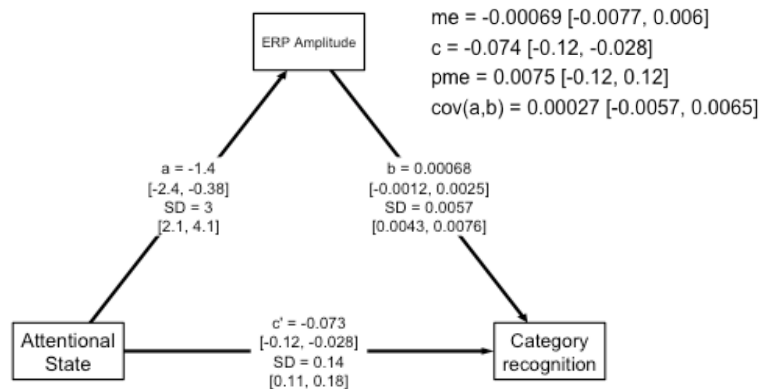 ERP Amplitude
me = -0.00069 [-0.0077, 0.006]
c = -0.074 [-0.12, -0.028]
pme = 0.0075 [-0.12, 0.12]
cov(a,b) = 0.00027 [-0.0057, 0.0065]
a = -1.4
[-2.4, -0.38]
SD = 3
[2.1, 4.1]
b = 0.00068
[-0.0012, 0.0025]
SD = 0.0057
[0.0043, 0.0076]
Attentional
State
c' = -0.073
[-0.12, -0.028]
SD = 0.14
[0.11, 0.18]
Category
recognition